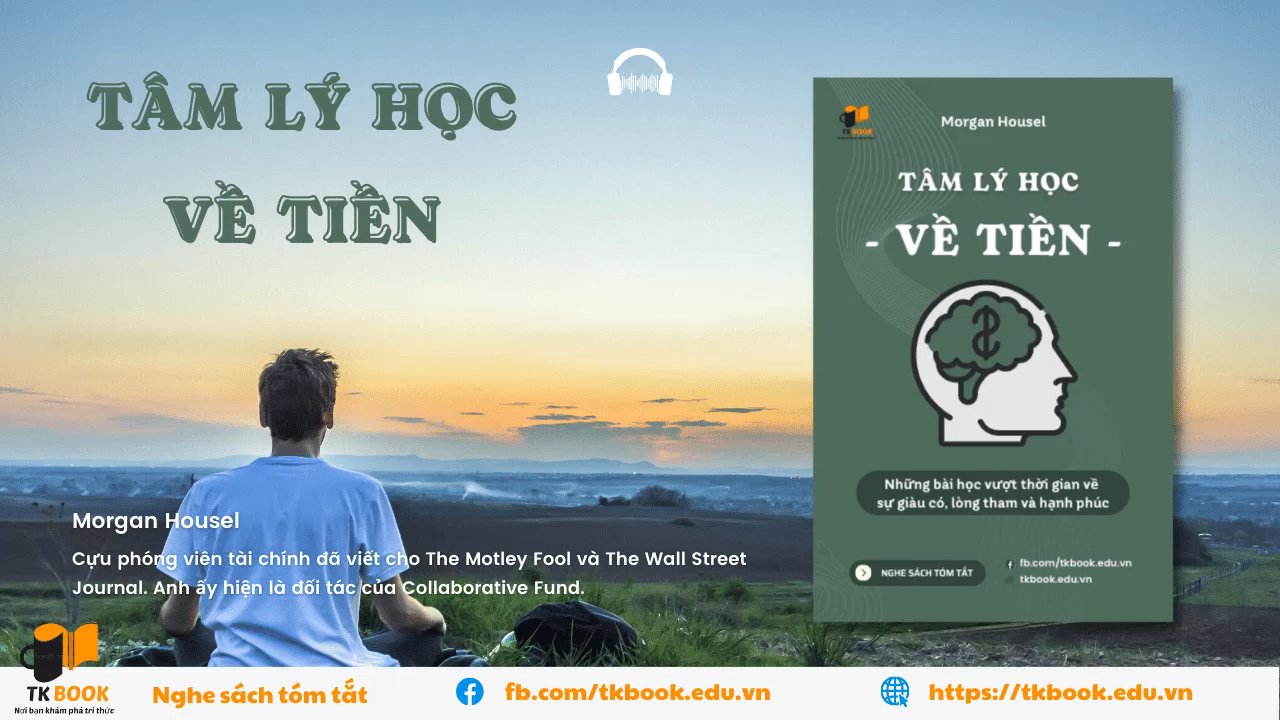 TÂM LÝ HỌC
VỀ TIỀN
Morgan Housel
Cựu phóng viên tài chính đã viết cho The Motley Fool và The Wall Street
Journal. Anh ấy hiện là đối tác của Collaborative Fund.
TK BOOK
Morgan Housel
TÂM LÝ HỌC
- VỀ TIỀN -
Những bài học vượt thời gian về
sự giàu có, lòng tham và hạnh phúc
NGHE SÁCH TÓM TẮT
fb.com/tkbook.edu.vn
tkbook.edu.vn
TK BOOK
Nơi bạn khám phá tri thức
Nghe sách tóm tắt
fb.com/tkbook.edu.vn
https://tkbook.edu.vn